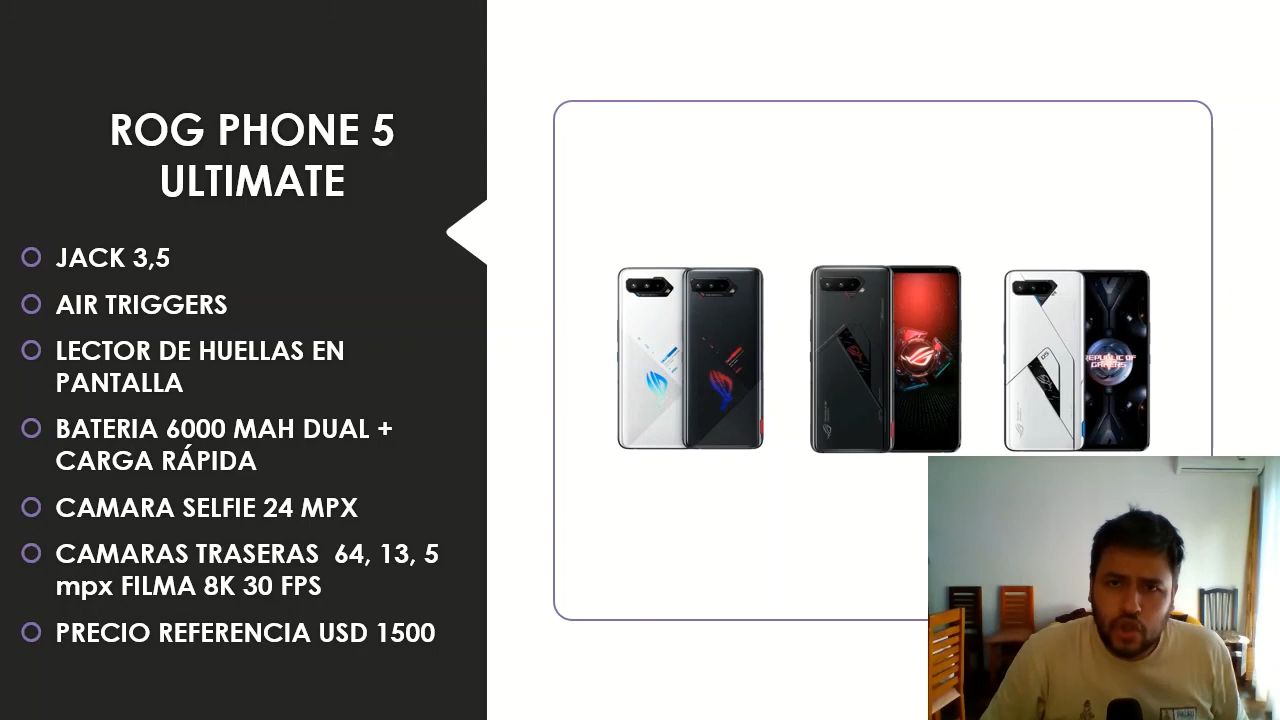 ROG PHONE 5
ULTIMATE
JACK 3,5
AIR TRIGGERS
LECTOR DE HUELLAS EN
PANTALLA
BATERIA 6000 MAH DUAL +
CARGA RÁPIDA
CAMARA SELFIE 24 MPX
CAMARAS TRASERAS 64, 13, 5
mpx FILMA 8K 30 FPS
PRECIO REFERENCIA USD 1500
05
REPUBLIC OF
GAMERS